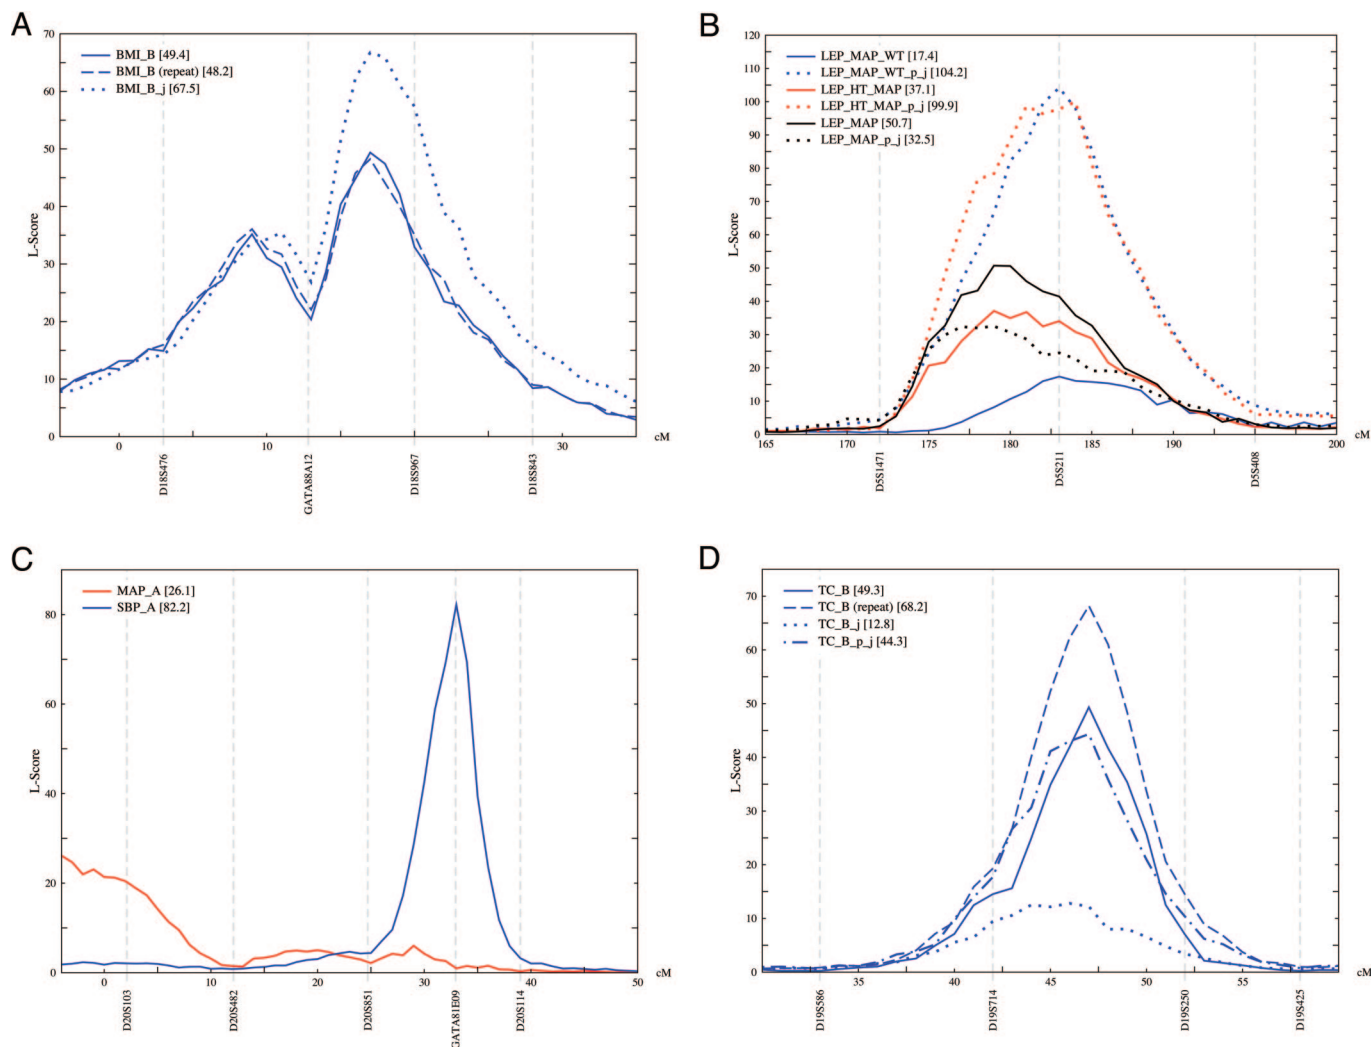 A
70
60
50
40
30
20
10
0
L-Score
BMI_B [49.4]
BMI_B (repeat) [48.2]
BMI_B_j [67.5]
0
10
30
cM
D18S476
GATA88A12
D18S967
D18S843
B
120
110
100
90
80
70
60
50
40
30
20
10
0
L-Score
LEP_MAP_WT [17.4]
LEP_MAP_WT_p_j [104.2]
LEP_HT_MAP [37.1]
LEP_HT_MAP_p_j [99.9]
LEP_MAP [50.7]
LEP_MAP_p_j [32.5]
165
170
175
180
185
190
200
cM
D5S1471
D5S211
D5S408
C
80
60
40
20
0
L-Score
MAP_A [26.1]
SBP_A [82.2]
0
20
30
50
cM
D20S103
D20S482
D20S851
GATA81E09
D20S114
D
70
60
50
40
30
20
10
0
L-Score
TC_B [49.3]
TC_B (repeat) [68.2]
TC_B_j [12.8]
TC_B_p_j [44.3]
35
40
45
50
55
cM
D19S586
D19S714
D19S250
D19S425